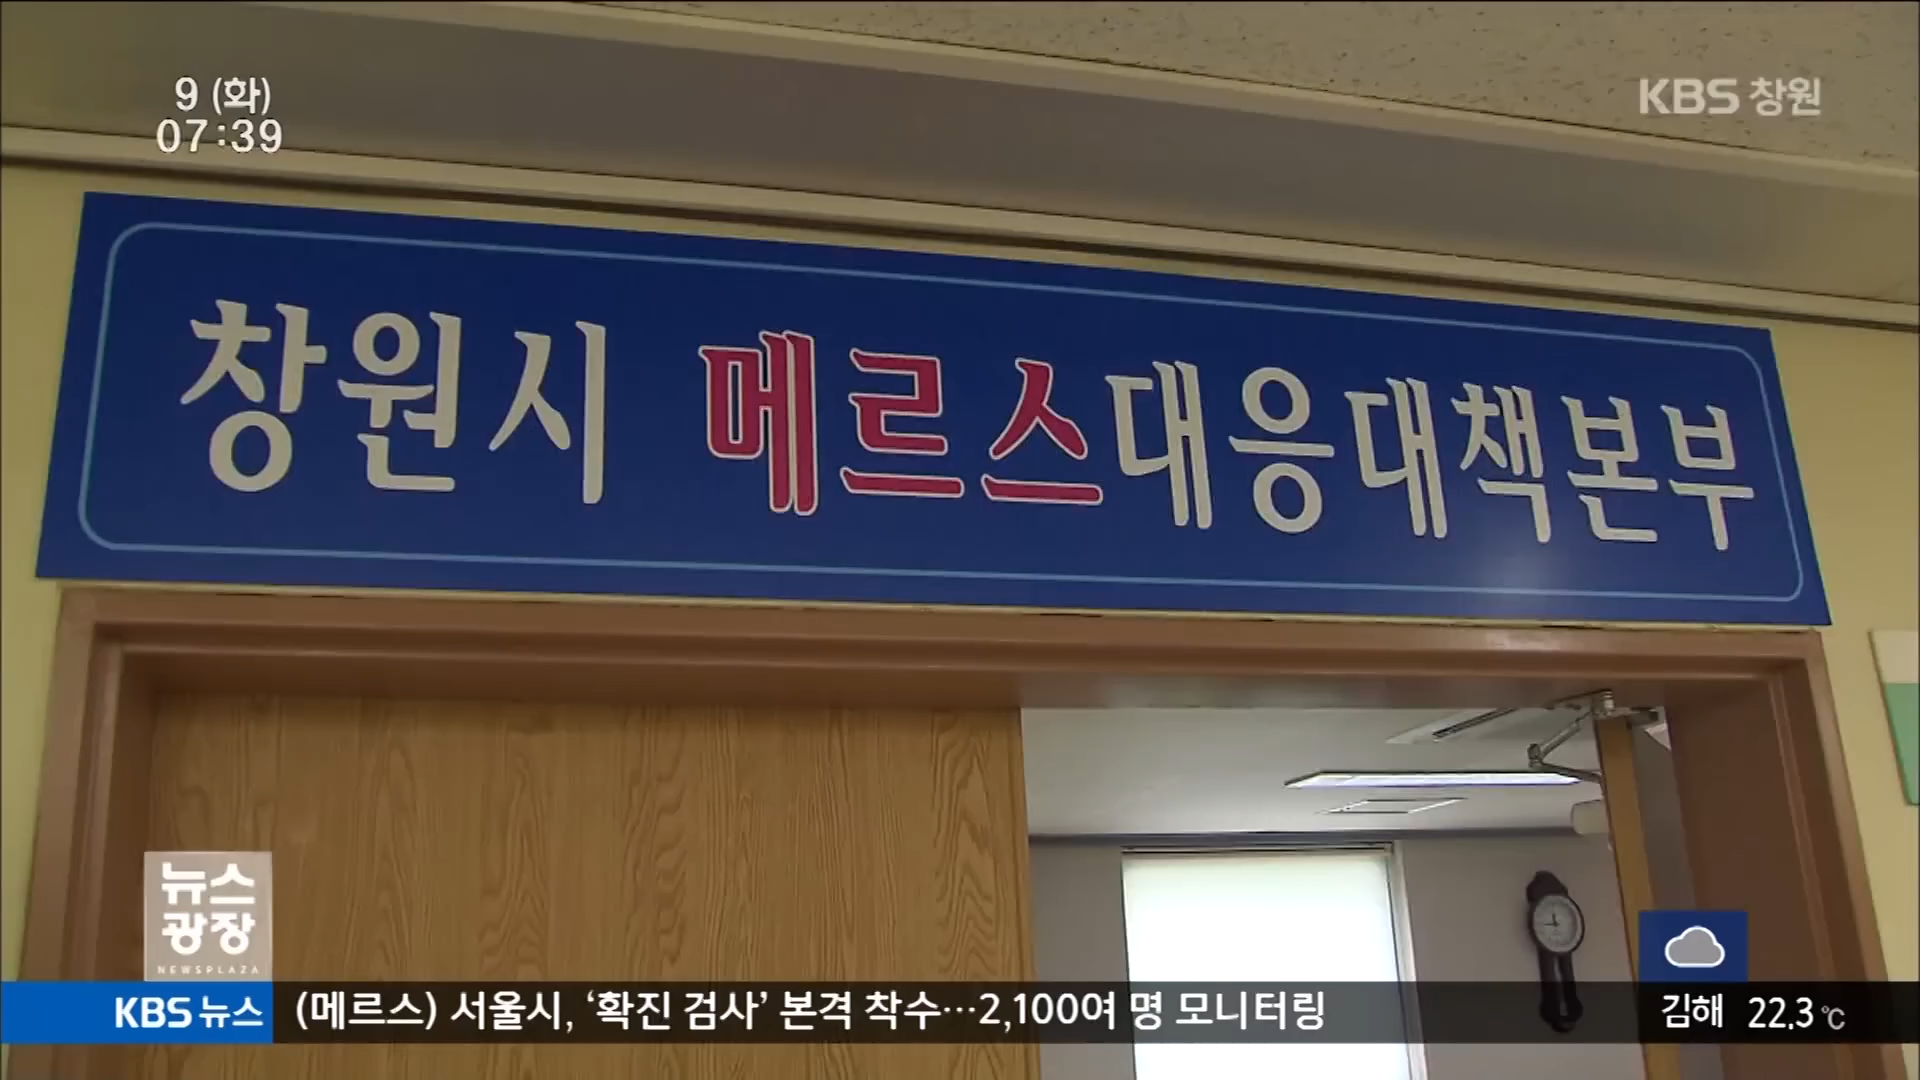 9 (화)
07:39
KBS 창원
창원시 메르스대응대책본부
뉴스
광장
NEWSPLAZA
KBS 뉴스 (메르스) 서울시, ‘확진 검사’ 본격 착수…2,100여 명 모니터링
김해 22.3℃